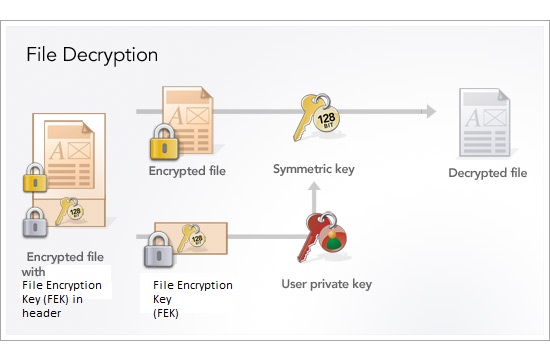 File Decryption
128
BIT
Encrypted file
Symmetric key
Decrypted file
128
128
Encrypted file
with
File Encryption
Key (FEK) in
header
File Encryption
Key
(FEK)
User private key